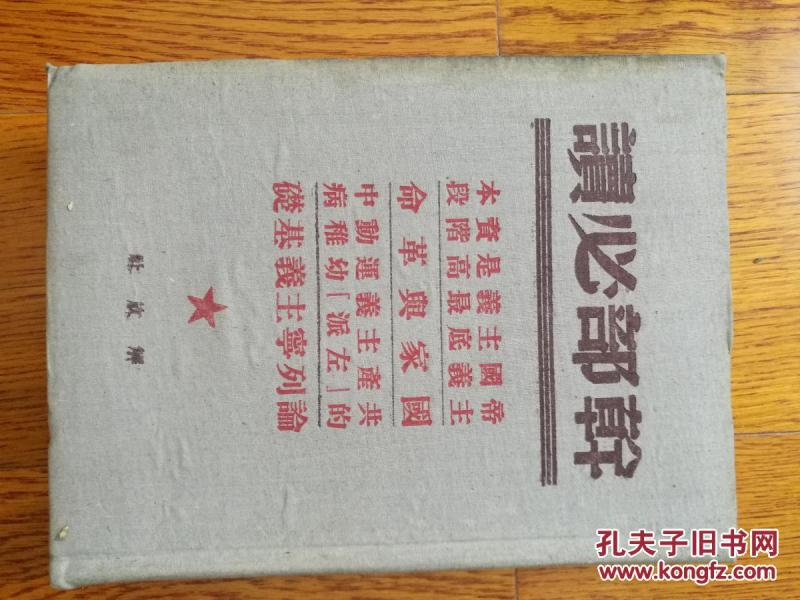 幹部必讀
帝國主義是資本
主義底最高階段
國家與革命
共產主義運動中
的「左派」幼稚病
論列寧主義基礎
解放社
孔夫子旧书网
www.kongfz.com